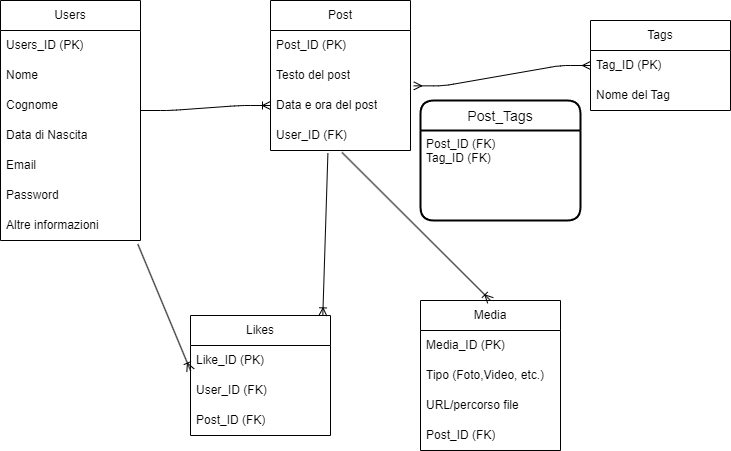 Users
Users_ID (PK)
Nome
Cognome
Data di Nascita
Email
Password
Altre informazioni
Post
Post_ID (PK)
Testo del post
Data e ora del post
User_ID (FK)
Tags
Tag_ID (PK)
Nome del Tag
Post_Tags
Post_ID (FK)
Tag_ID (FK)
Likes
Like_ID (PK)
User_ID (FK)
Post_ID (FK)
Media
Media_ID (PK)
Tipo (Foto,Video, etc.)
URL/percorso file
Post_ID (FK)